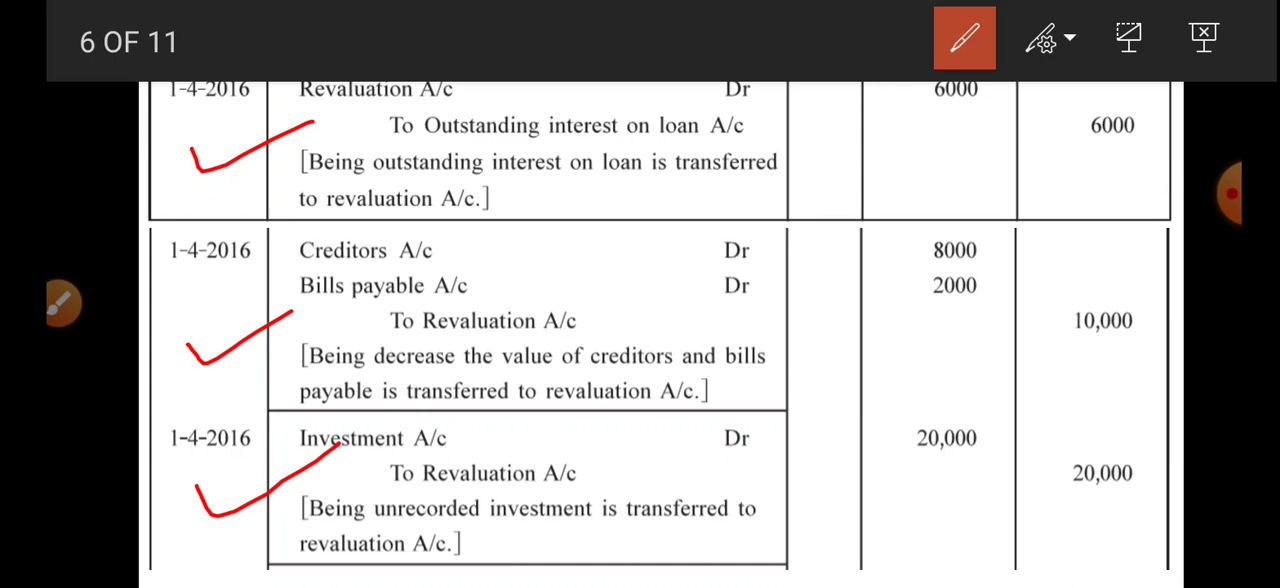 6 OF 11
1-4-2016 Revaluation A/c Dr 6000
To Outstanding interest on loan A/c 6000
[Being outstanding interest on loan is transferred
to revaluation A/c.]
1-4-2016 Creditors A/c Dr 8000
Bills payable A/c Dr 2000
To Revaluation A/c 10,000
[Being decrease the value of creditors and bills
payable is transferred to revaluation A/c.]
1-4-2016 Investment A/c Dr 20,000
To Revaluation A/c 20,000
[Being unrecorded investment is transferred to
revaluation A/c.]